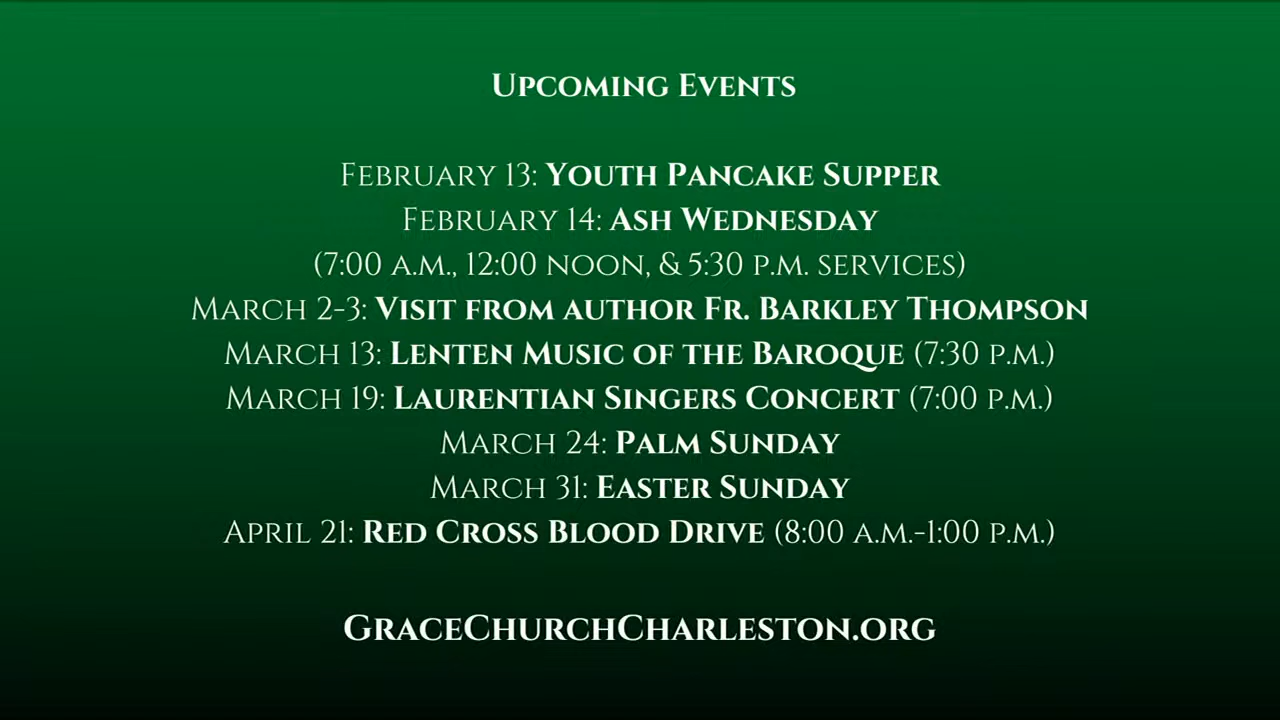 Upcoming Events
February 13: Youth Pancake Supper
February 14: Ash Wednesday
(7:00 a.m., 12:00 noon, & 5:30 p.m. services)
March 2-3: Visit from author Fr. Barkley Thompson
March 13: Lenten Music of the Baroque (7:30 p.m.)
March 19: Laurentian Singers Concert (7:00 p.m.)
March 24: Palm Sunday
March 31: Easter Sunday
April 21: Red Cross Blood Drive (8:00 a.m.-1:00 p.m.)
GraceChurchCharleston.org